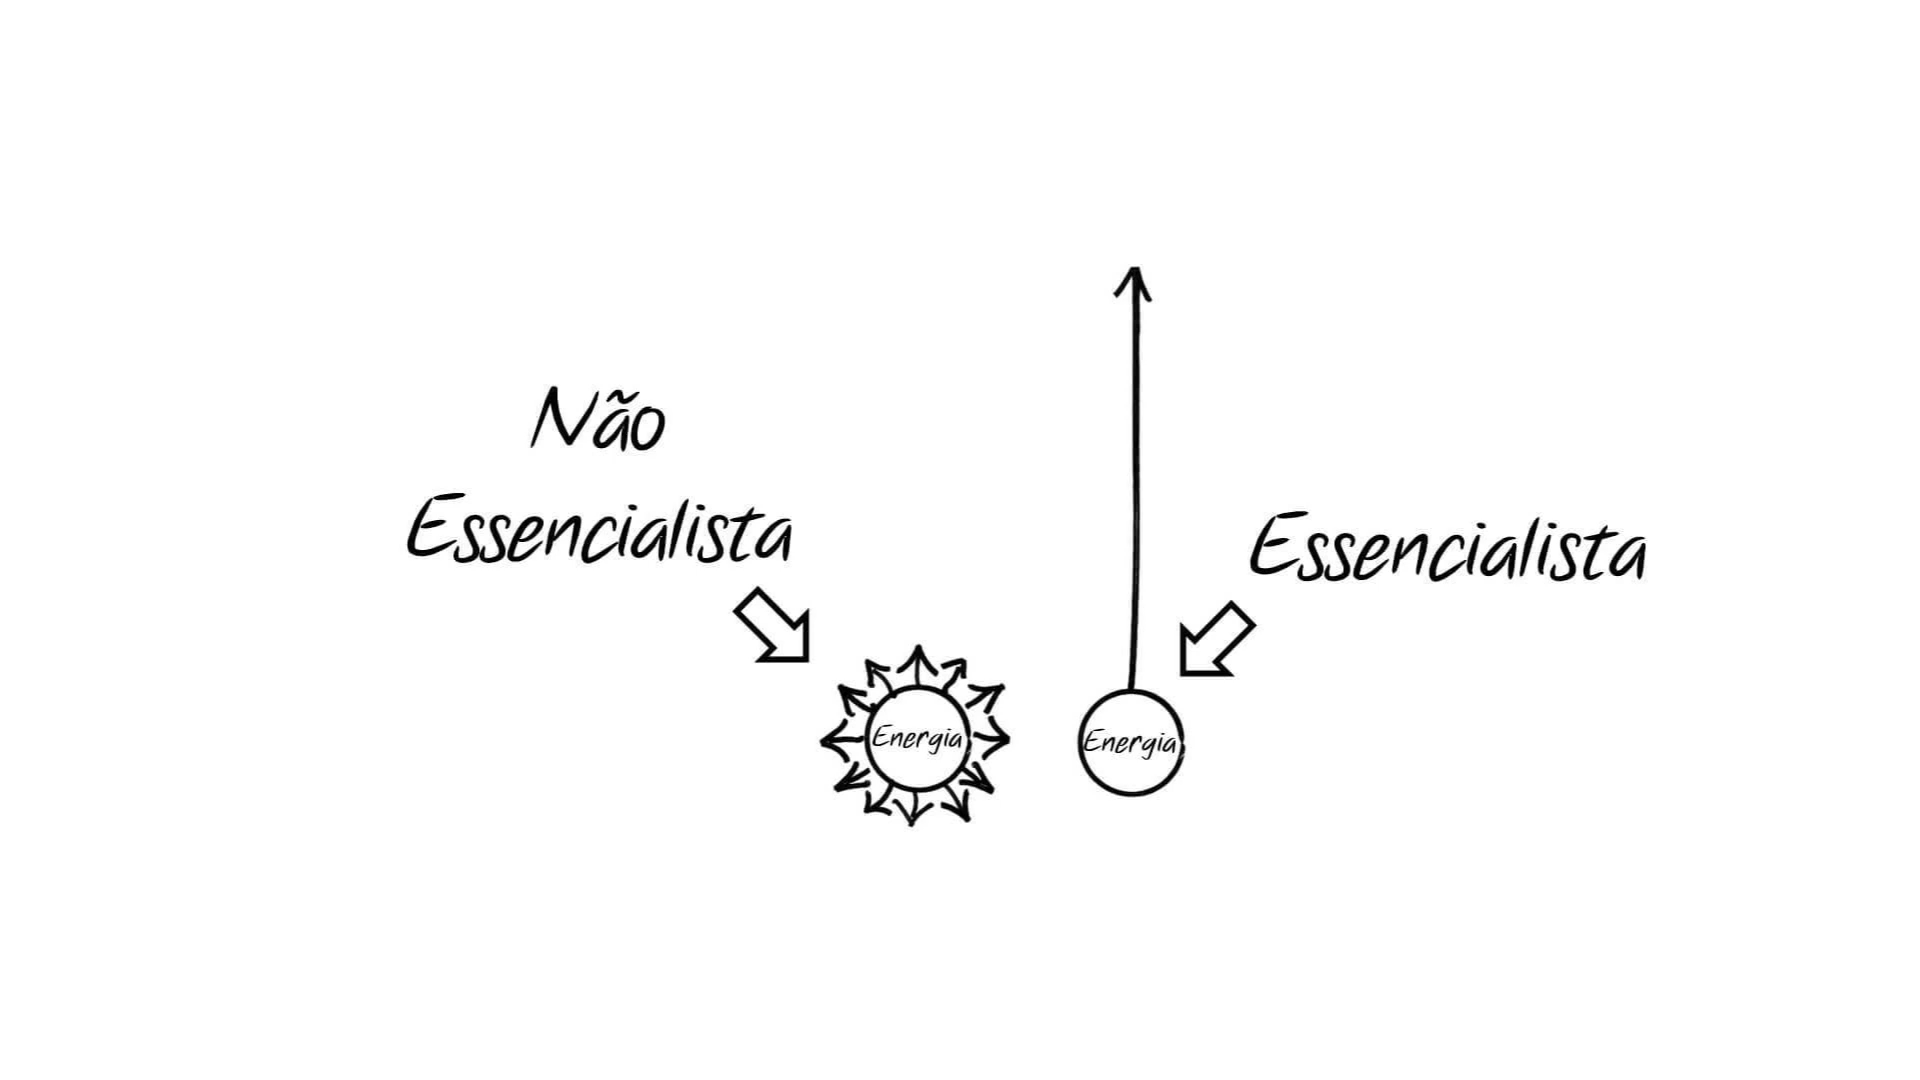 Não
Essencialista
Essencialista
Energia
Energia